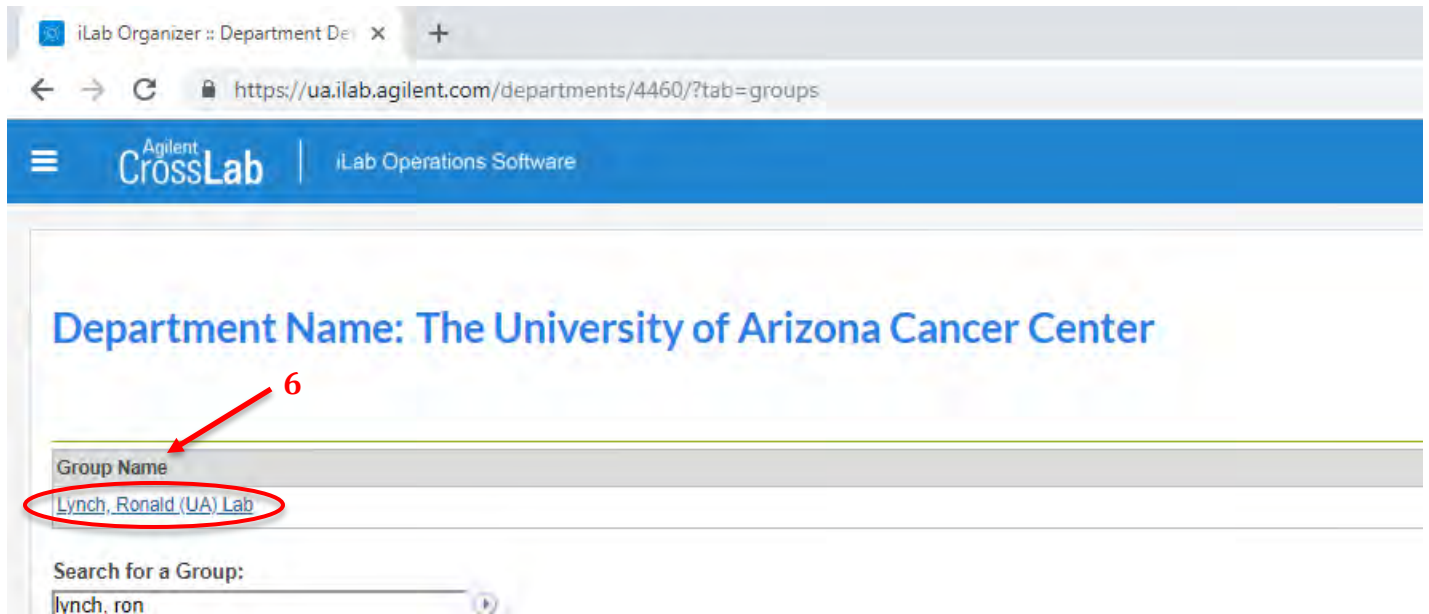 iLab Organizer :: Department De
https://ua.ilab.agilent.com/departments/4460/?tab=groups
Agilent
CrossLab
iLab Operations Software
Department Name: The University of Arizona Cancer Center
6
Group Name
Lynch, Ronald (UA) Lab
Search for a Group:
lynch, ron